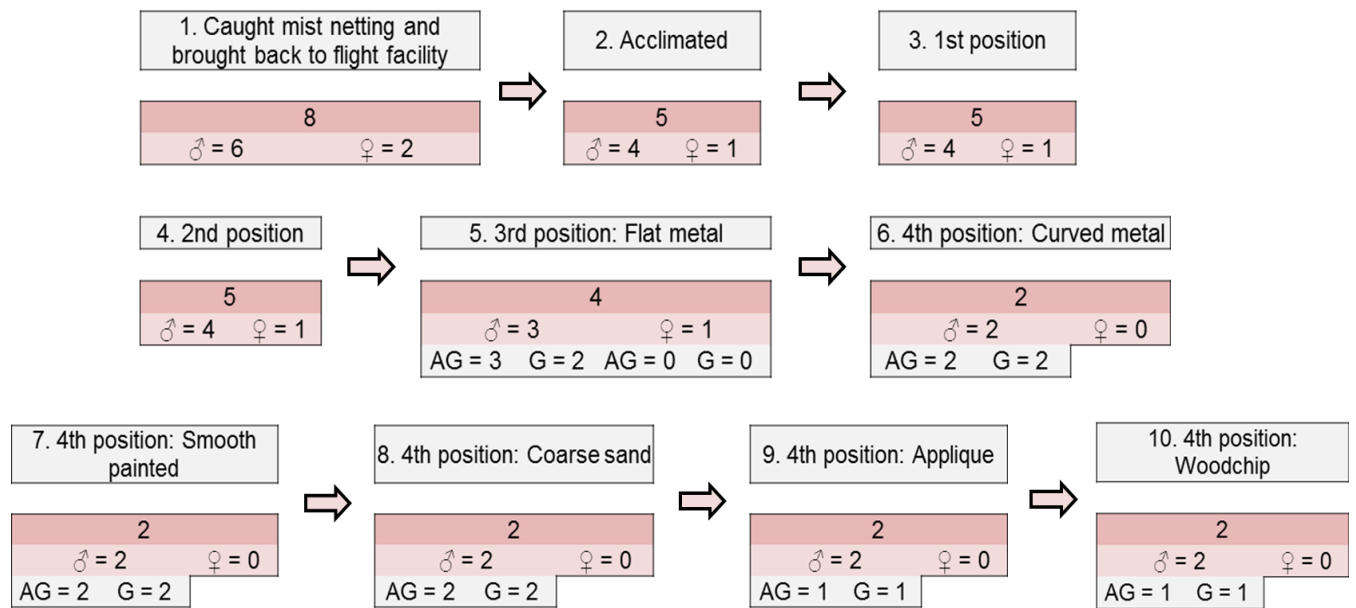 1. Caught mist netting and
brought back to flight facility
8
♂ = 6 ♀ = 2
2. Acclimated
5
♂ = 4 ♀ = 1
3. 1st position
5
♂ = 4 ♀ = 1
4. 2nd position
5
♂ = 4 ♀ = 1
5. 3rd position: Flat metal
4
♂ = 3 ♀ = 1
AG = 3 G = 2 AG = 0 G = 0
6. 4th position: Curved metal
2
♂ = 2 ♀ = 0
AG = 2 G = 2
7. 4th position: Smooth
painted
2
♂ = 2 ♀ = 0
AG = 2 G = 2
8. 4th position: Coarse sand
2
♂ = 2 ♀ = 0
AG = 2 G = 2
9. 4th position: Applique
2
♂ = 2 ♀ = 0
AG = 1 G = 1
10. 4th position:
Woodchip
2
♂ = 2 ♀ = 0
AG = 1 G = 1